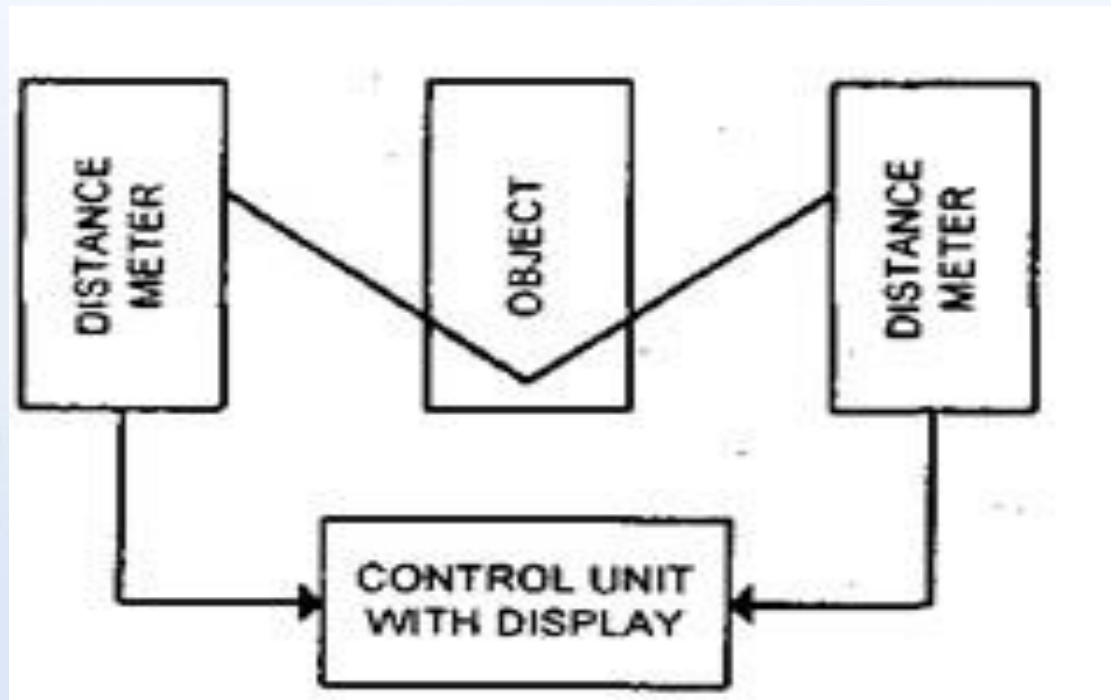 DISTANCE
METER
OBJECT
DISTANCE
METER
CONTROL UNIT
WITH DISPLAY